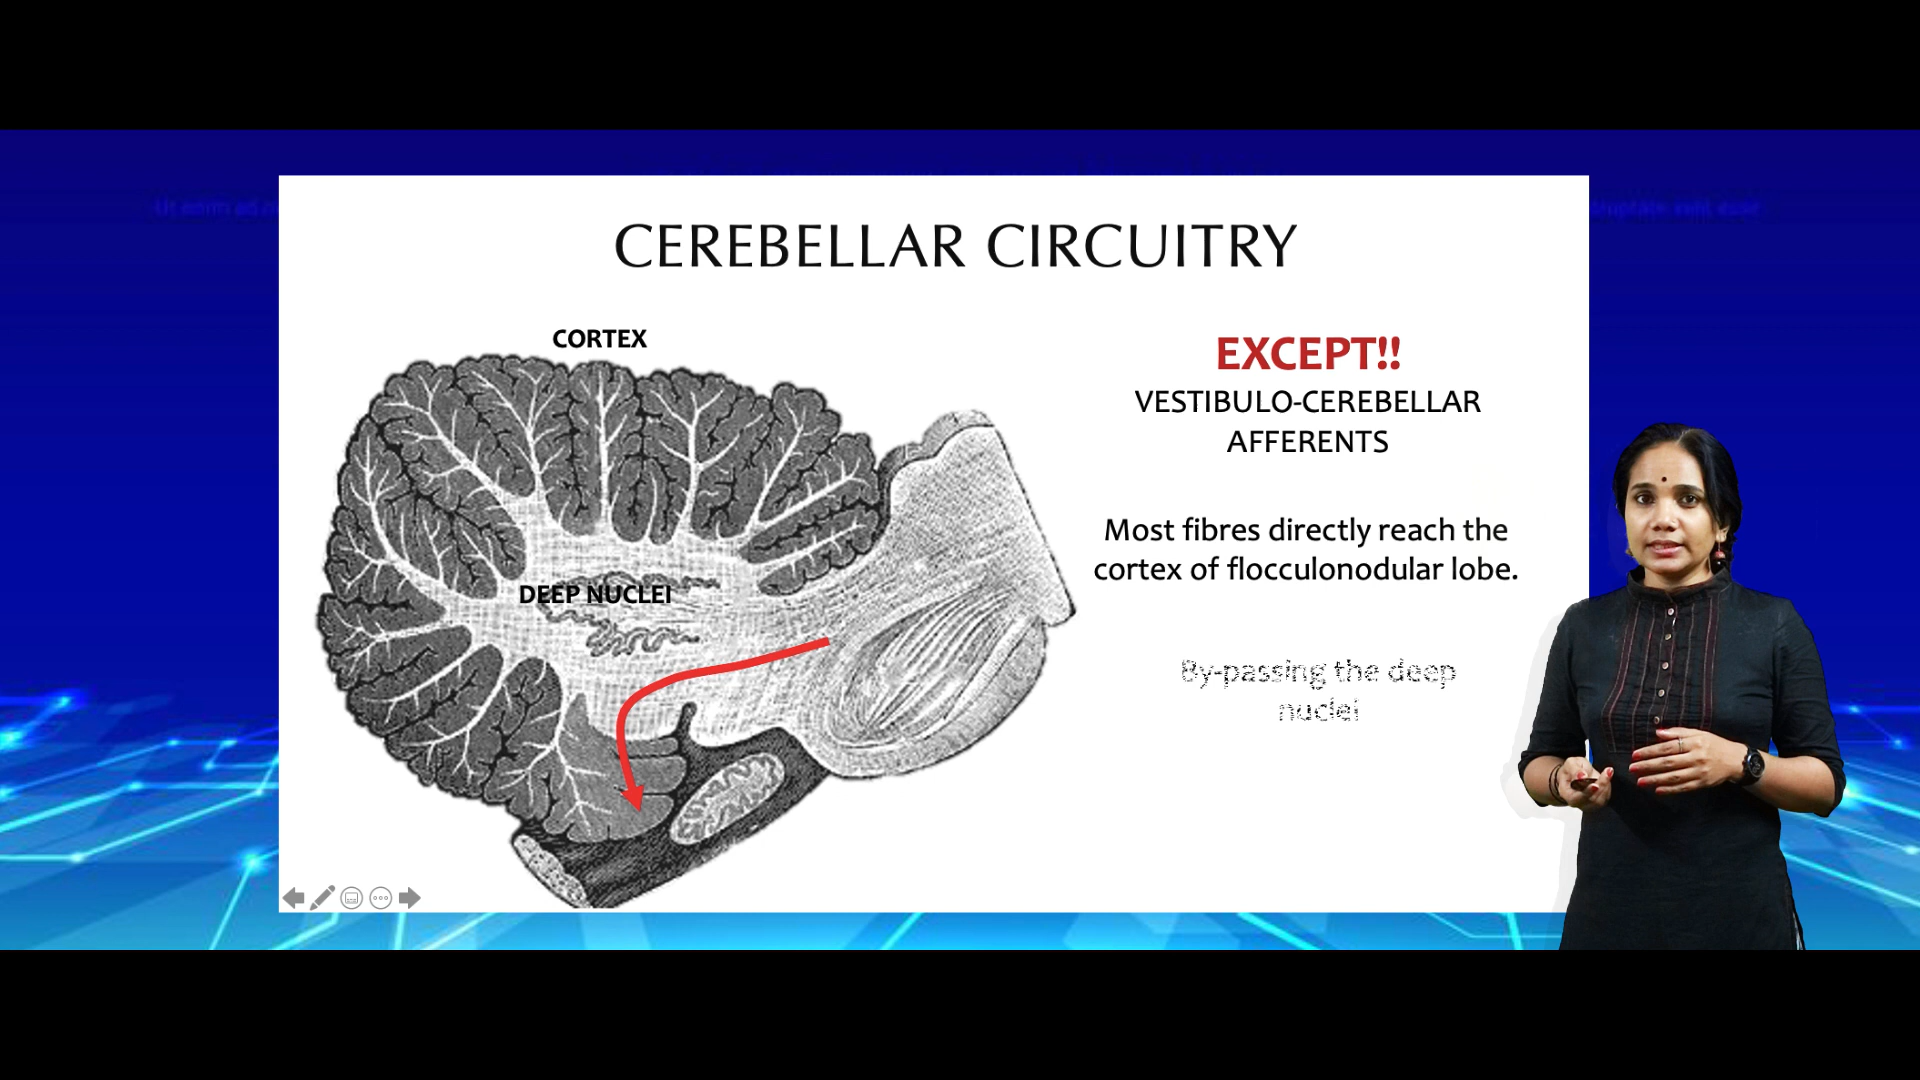 CEREBELLAR CIRCUITRY
CORTEX
DEEP NUCLEI
EXCEPT!!
VESTIBULO-CEREBELLAR
AFFERENTS
Most fibres directly reach the
cortex of flocculonodular lobe.
By-passing the deep
nuclei